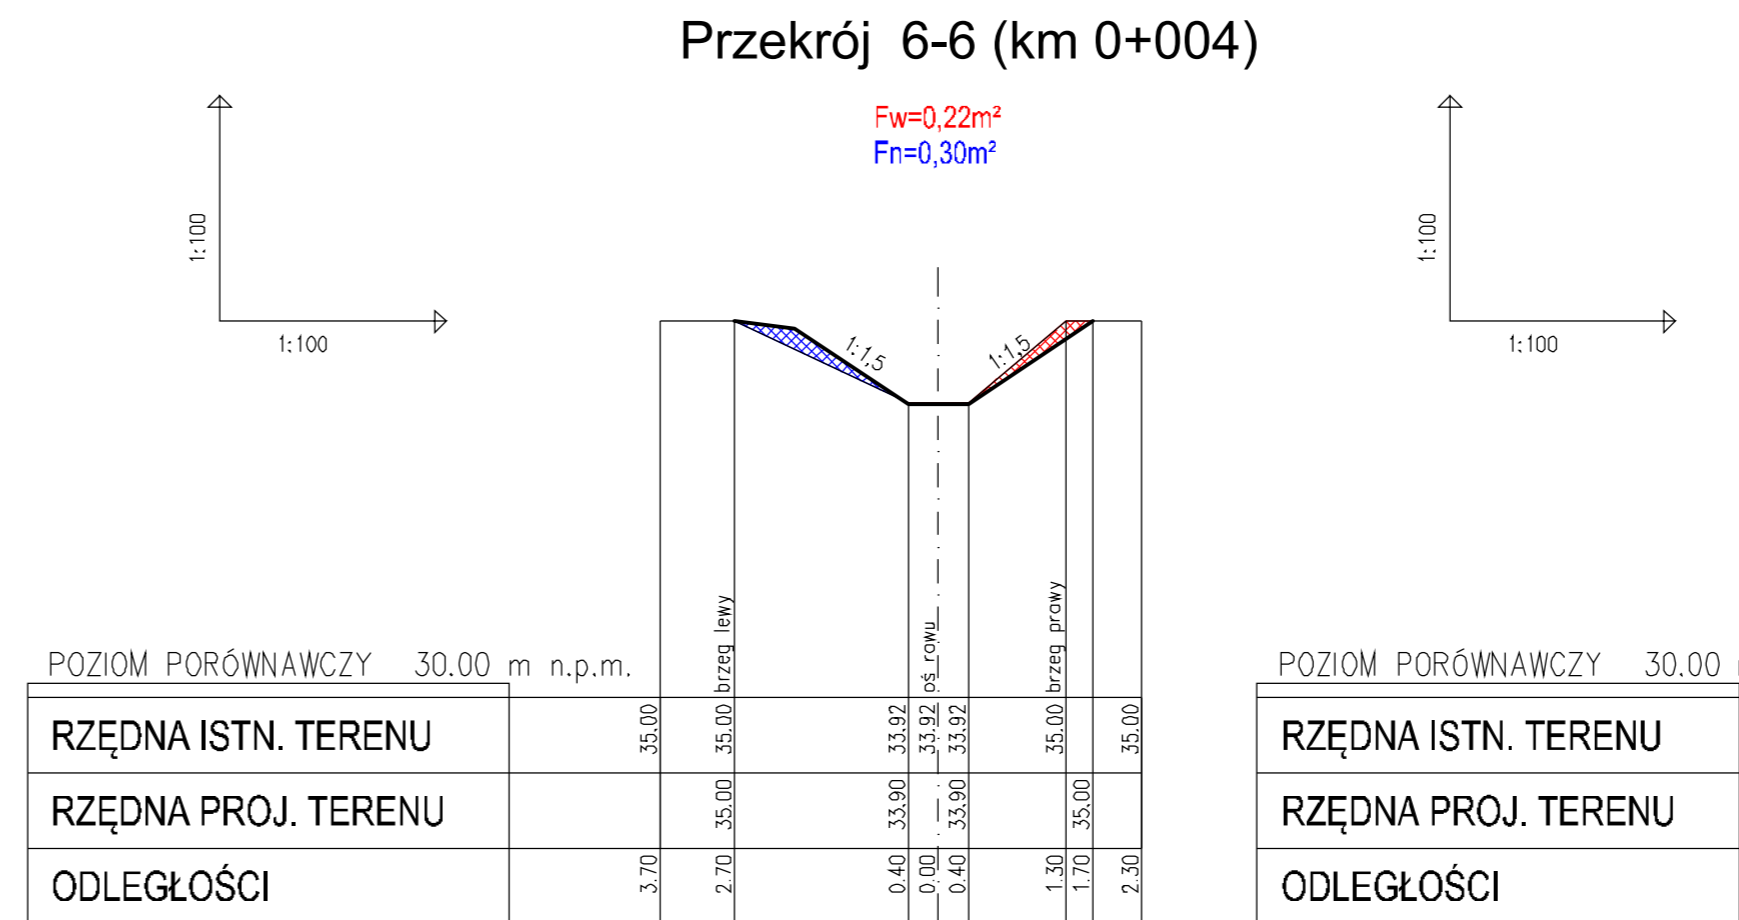 Przekrój 6-6 (km 0+004)
Fw=0,22m²
Fn=0,30m²
1:100
1:100
1:100
1:100
1:1,5
1:1,5
brzeg lewy
oś rowu
brzeg prawy
POZIOM PORÓWNAWCZY 30.00 m n.p.m.
RZĘDNA ISTN. TERENU 35.00 35.00 33.92 33.92 33.92 35.00 35.00
RZĘDNA PROJ. TERENU 35.00 33.90 33.90 35.00
ODLEGŁOŚCI 3.70 2.70 0.40 0.00 0.40 1.30 1.70 2.30
POZIOM PORÓWNAWCZY 30.00
RZĘDNA ISTN. TERENU
RZĘDNA PROJ. TERENU
ODLEGŁOŚCI